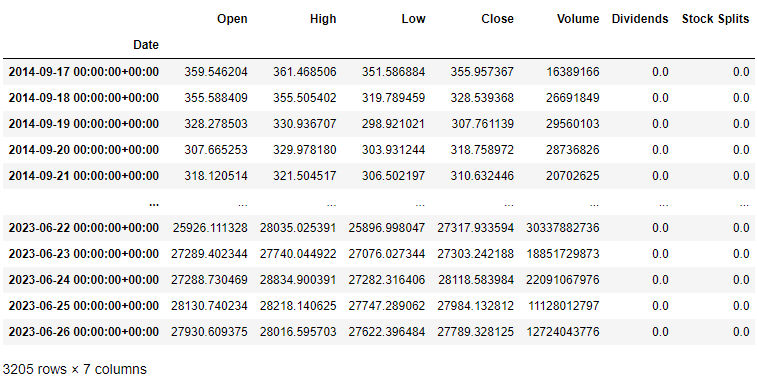 Open High Low Close Volume Dividends Stock Splits
Date
2014-09-17 00:00:00+00:00 359.546204 361.468506 351.586884 355.957367 16389166 0.0 0.0
2014-09-18 00:00:00+00:00 355.588409 355.505402 319.789459 328.539368 26691849 0.0 0.0
2014-09-19 00:00:00+00:00 328.278503 330.936707 298.921021 307.761139 29560103 0.0 0.0
2014-09-20 00:00:00+00:00 307.665253 329.978180 303.931244 318.758972 28736826 0.0 0.0
2014-09-21 00:00:00+00:00 318.120514 321.504517 306.502197 310.632446 20702625 0.0 0.0
... ... ... ... ... ... ... ...
2023-06-22 00:00:00+00:00 25926.111328 28035.025391 25896.998047 27317.933594 30337882736 0.0 0.0
2023-06-23 00:00:00+00:00 27289.402344 27740.044922 27076.027344 27303.242188 18851729873 0.0 0.0
2023-06-24 00:00:00+00:00 27288.730469 28834.900391 27282.316406 28118.583984 22091067976 0.0 0.0
2023-06-25 00:00:00+00:00 28130.740234 28218.140625 27747.289062 27984.132812 11128012797 0.0 0.0
2023-06-26 00:00:00+00:00 27930.609375 28016.595703 27622.396484 27789.328125 12724043776 0.0 0.0
3205 rows × 7 columns